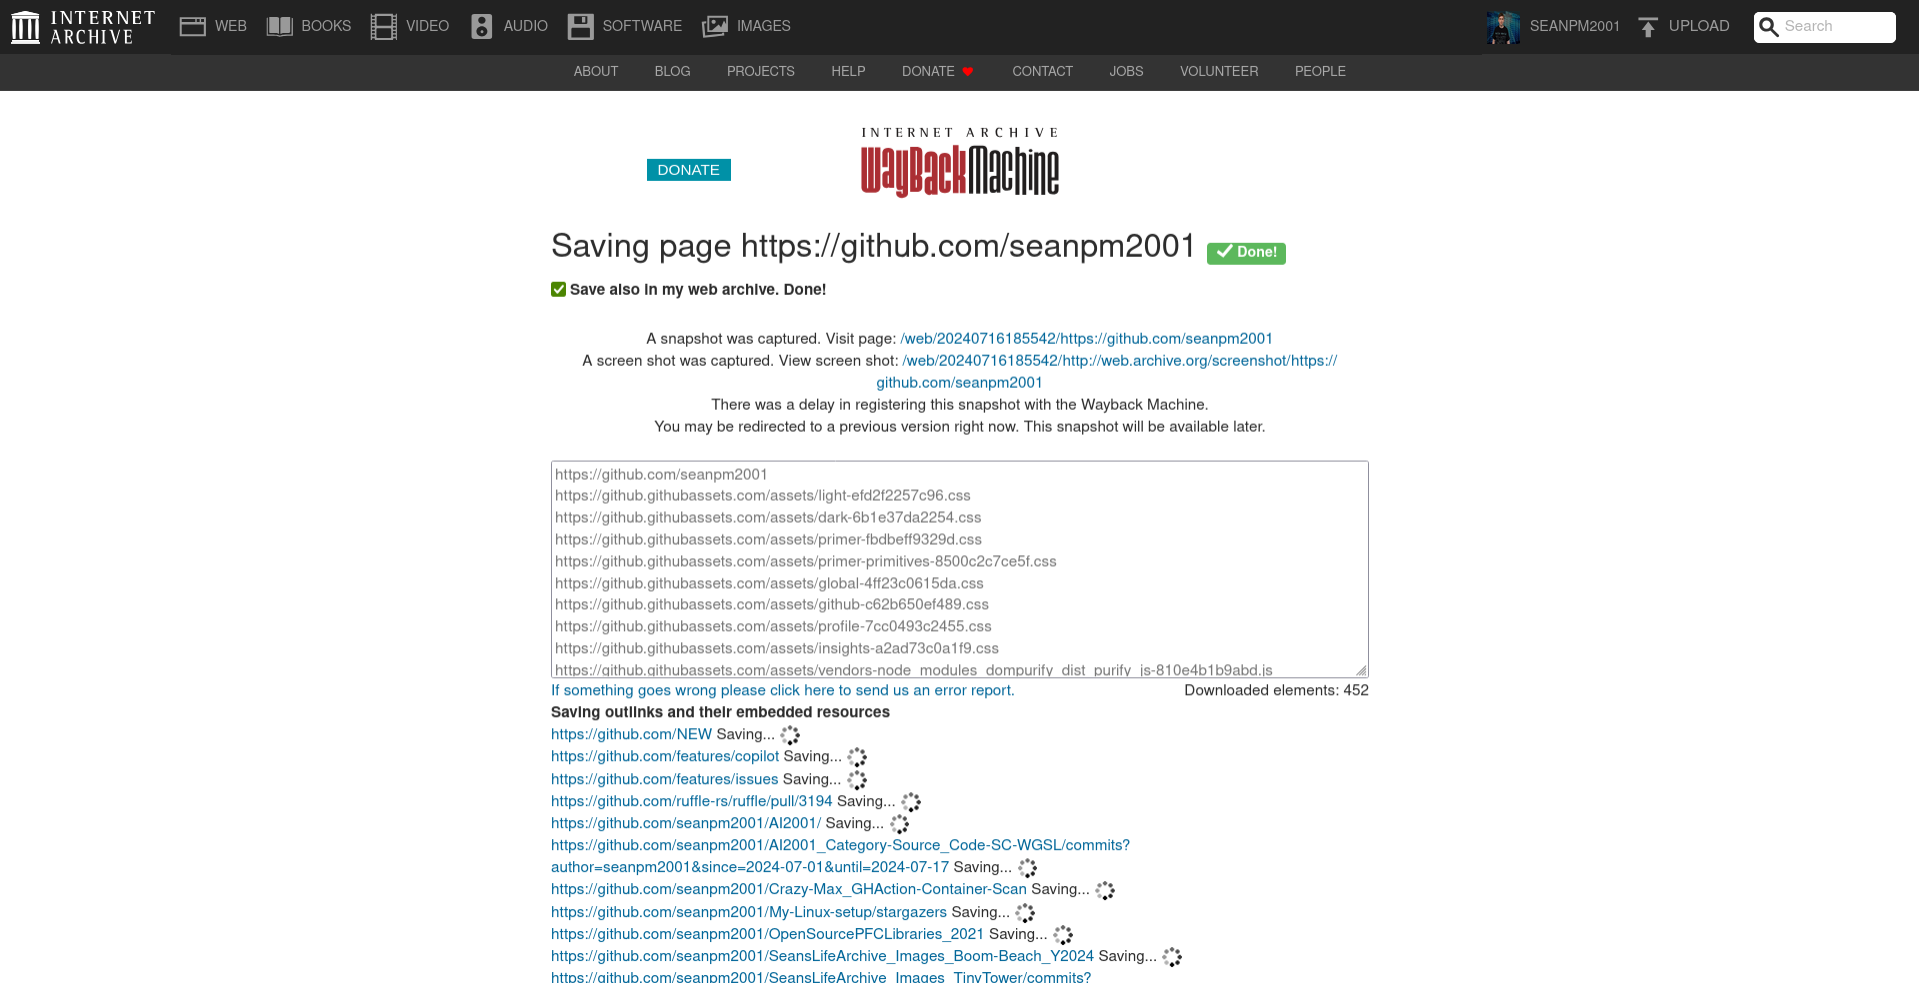 INTERNET ARCHIVE
WEB BOOKS VIDEO AUDIO SOFTWARE IMAGES SEANPM2001 UPLOAD Search
ABOUT BLOG PROJECTS HELP DONATE CONTACT JOBS VOLUNTEER PEOPLE
DONATE
INTERNET ARCHIVE
WayBackMachine
Saving page https://github.com/seanpm2001 Done!
Save also in my web archive. Done!
A snapshot was captured. Visit page: /web/20240716185542/https://github.com/seanpm2001
A screen shot was captured. View screen shot: /web/20240716185542/http://web.archive.org/screenshot/https://
github.com/seanpm2001
There was a delay in registering this snapshot with the Wayback Machine.
You may be redirected to a previous version right now. This snapshot will be available later.
https://github.com/seanpm2001
https://github.githubassets.com/assets/light-efd2f2257c96.css
https://github.githubassets.com/assets/dark-6b1e37da2254.css
https://github.githubassets.com/assets/primer-fbdbeff9329d.css
https://github.githubassets.com/assets/primer-primitives-8500c2c7ce5f.css
https://github.githubassets.com/assets/global-4ff23c0615da.css
https://github.githubassets.com/assets/github-c62b650ef489.css
https://github.githubassets.com/assets/profile-7cc0493c2455.css
https://github.githubassets.com/assets/insights-a2ad73c0a1f9.css
https://github.githubassets.com/assets/vendors-node_modules_dompurify_dist_purify_js-810e4b1b9abd.js
If something goes wrong please click here to send us an error report. Downloaded elements: 452
Saving outlinks and their embedded resources
https://github.com/NEW Saving...
https://github.com/features/copilot Saving...
https://github.com/features/issues Saving...
https://github.com/ruffle-rs/ruffle/pull/3194 Saving...
https://github.com/seanpm2001/AI2001/ Saving...
https://github.com/seanpm2001/AI2001_Category-Source_Code-SC-WGSL/commits?
author=seanpm2001&since=2024-07-01&until=2024-07-17 Saving...
https://github.com/seanpm2001/Crazy-Max_GHAction-Container-Scan Saving...
https://github.com/seanpm2001/My-Linux-setup/stargazers Saving...
https://github.com/seanpm2001/OpenSourcePFCLibraries_2021 Saving...
https://github.com/seanpm2001/SeansLifeArchive_Images_Boom-Beach_Y2024 Saving...
https://github.com/seanpm2001/SeansLifeArchive_Images_TinyTower/commits?